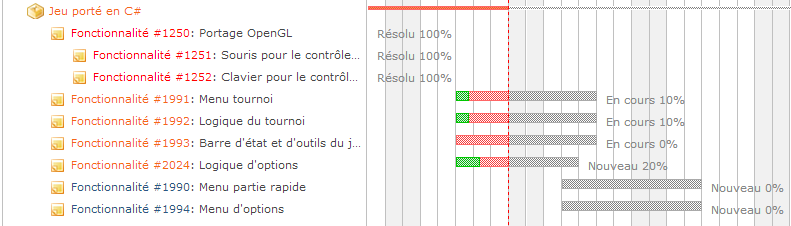 Jeu porté en C#
Fonctionnalité #1250: Portage OpenGL Résolu 100%
Fonctionnalité #1251: Souris pour le contrôle... Résolu 100%
Fonctionnalité #1252: Clavier pour le contrôl... Résolu 100%
Fonctionnalité #1991: Menu tournoi En cours 10%
Fonctionnalité #1992: Logique du tournoi En cours 10%
Fonctionnalité #1993: Barre d'état et d'outils du j... En cours 0%
Fonctionnalité #2024: Logique d'options Nouveau 20%
Fonctionnalité #1990: Menu partie rapide Nouveau 0%
Fonctionnalité #1994: Menu d'options Nouveau 0%